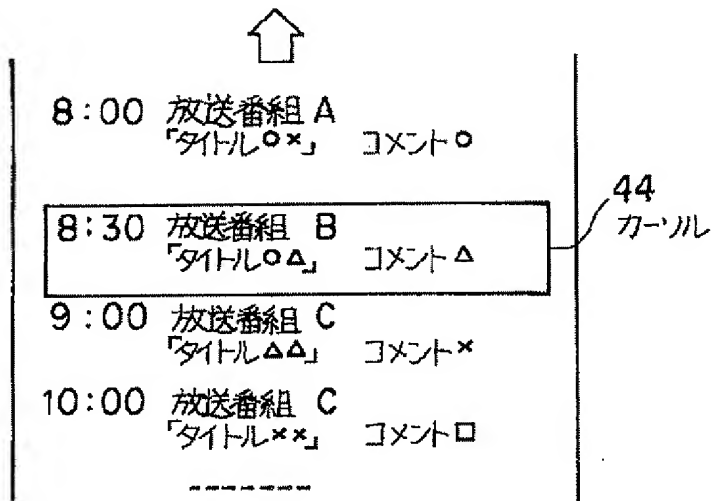 8:00 放送番組 A
「タイトル○×」 コメント○
44
カーソル
8:30 放送番組 B
「タイトル○△」 コメント△
9:00 放送番組 C
「タイトル△△」 コメント×
10:00 放送番組 C
「タイトル××」 コメント□